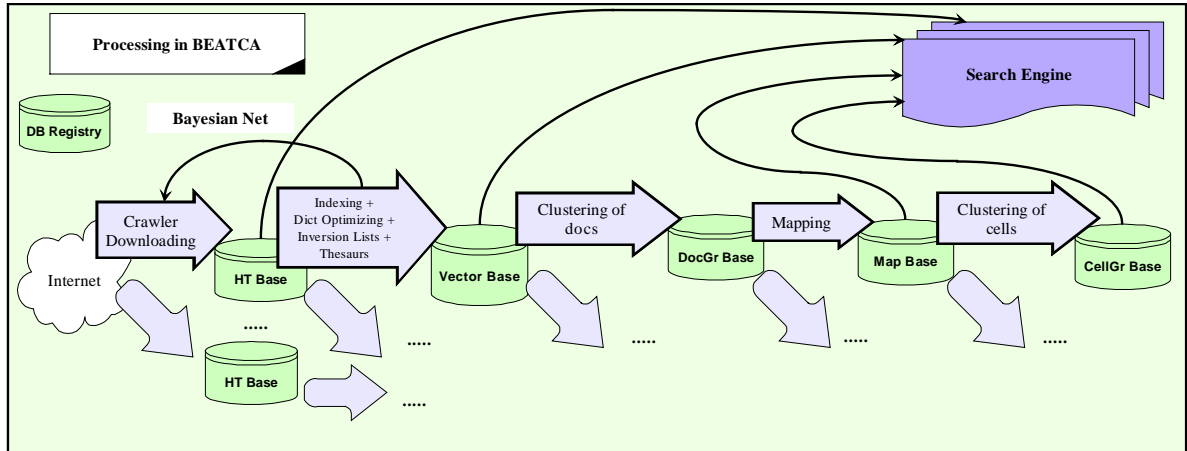 Processing in BEATCA
Search Engine
DB Registry
Bayesian Net
Crawler
Downloading
Indexing +
Dict Optimizing +
Inversion Lists +
Thesaurs
Clustering of
docs
Mapping
Clustering of
cells
Internet
HT Base
Vector Base
DocGr Base
Map Base
CellGr Base
.....
.....
.....
.....
.....
HT Base
.....